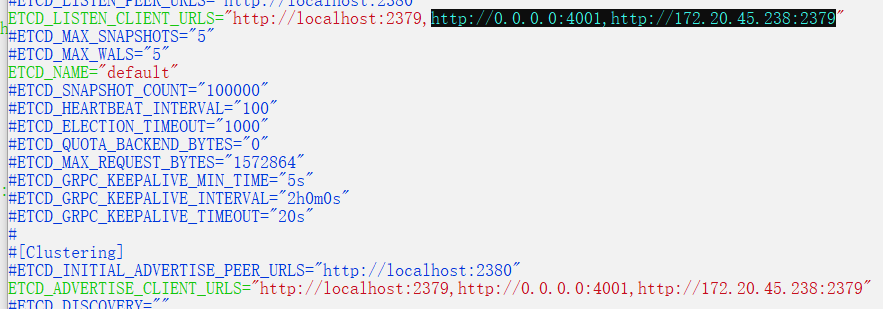 #ETCD_LISTEN_PEER_URLS="http://localhost:2380"
ETCD_LISTEN_CLIENT_URLS="http://localhost:2379,http://0.0.0.0:4001,http://172.20.45.238:2379"
#ETCD_MAX_SNAPSHOTS="5"
#ETCD_MAX_WALS="5"
ETCD_NAME="default"
#ETCD_SNAPSHOT_COUNT="100000"
#ETCD_HEARTBEAT_INTERVAL="100"
#ETCD_ELECTION_TIMEOUT="1000"
#ETCD_QUOTA_BACKEND_BYTES="0"
#ETCD_MAX_REQUEST_BYTES="1572864"
#ETCD_GRPC_KEEPALIVE_MIN_TIME="5s"
#ETCD_GRPC_KEEPALIVE_INTERVAL="2h0m0s"
#ETCD_GRPC_KEEPALIVE_TIMEOUT="20s"
#
#[Clustering]
#ETCD_INITIAL_ADVERTISE_PEER_URLS="http://localhost:2380"
ETCD_ADVERTISE_CLIENT_URLS="http://localhost:2379,http://0.0.0.0:4001,http://172.20.45.238:2379"
#ETCD_DISCOVERY=""